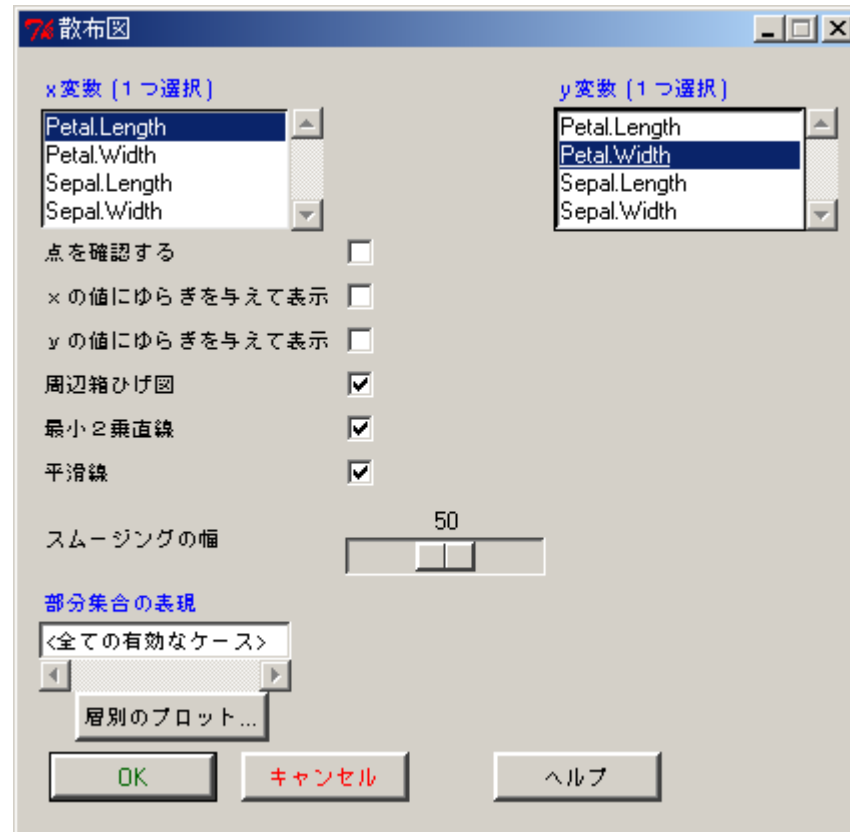 散布図
x変数 (1つ選択)
y変数 (1つ選択)
Petal.Length
Petal.Width
Sepal.Length
Sepal.Width
Petal.Length
Petal.Width
Sepal.Length
Sepal.Width
点を確認する
xの値にゆらぎを与えて表示
yの値にゆらぎを与えて表示
周辺箱ひげ図
最小2乗直線
平滑線
50
スムージングの幅
部分集合の表現
<全ての有効なケース>
層別のプロット...
OK キャンセル ヘルプ